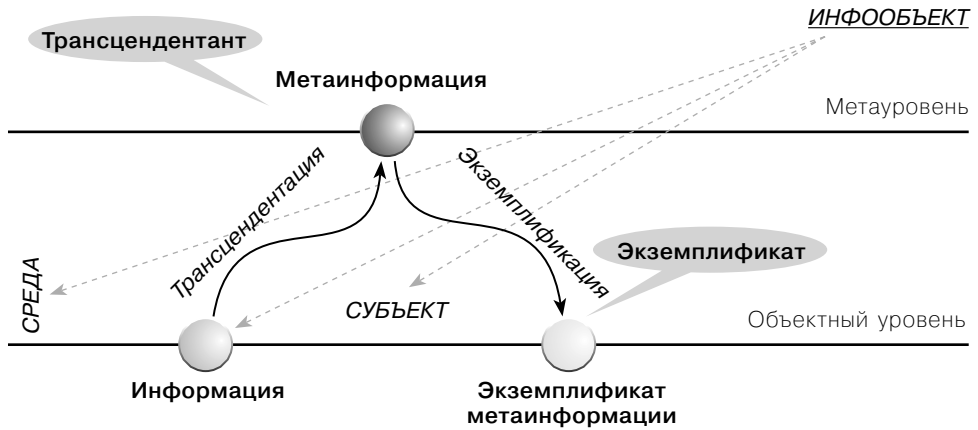 ИНФООБЪЕКТ
Трансцендентант
Метаинформация
Метауровень
Трансцендентация
Экземплификация
Экземплификат
СРЕДА
СУБЪЕКТ
Объектный уровень
Информация
Экземплификат
метаинформации